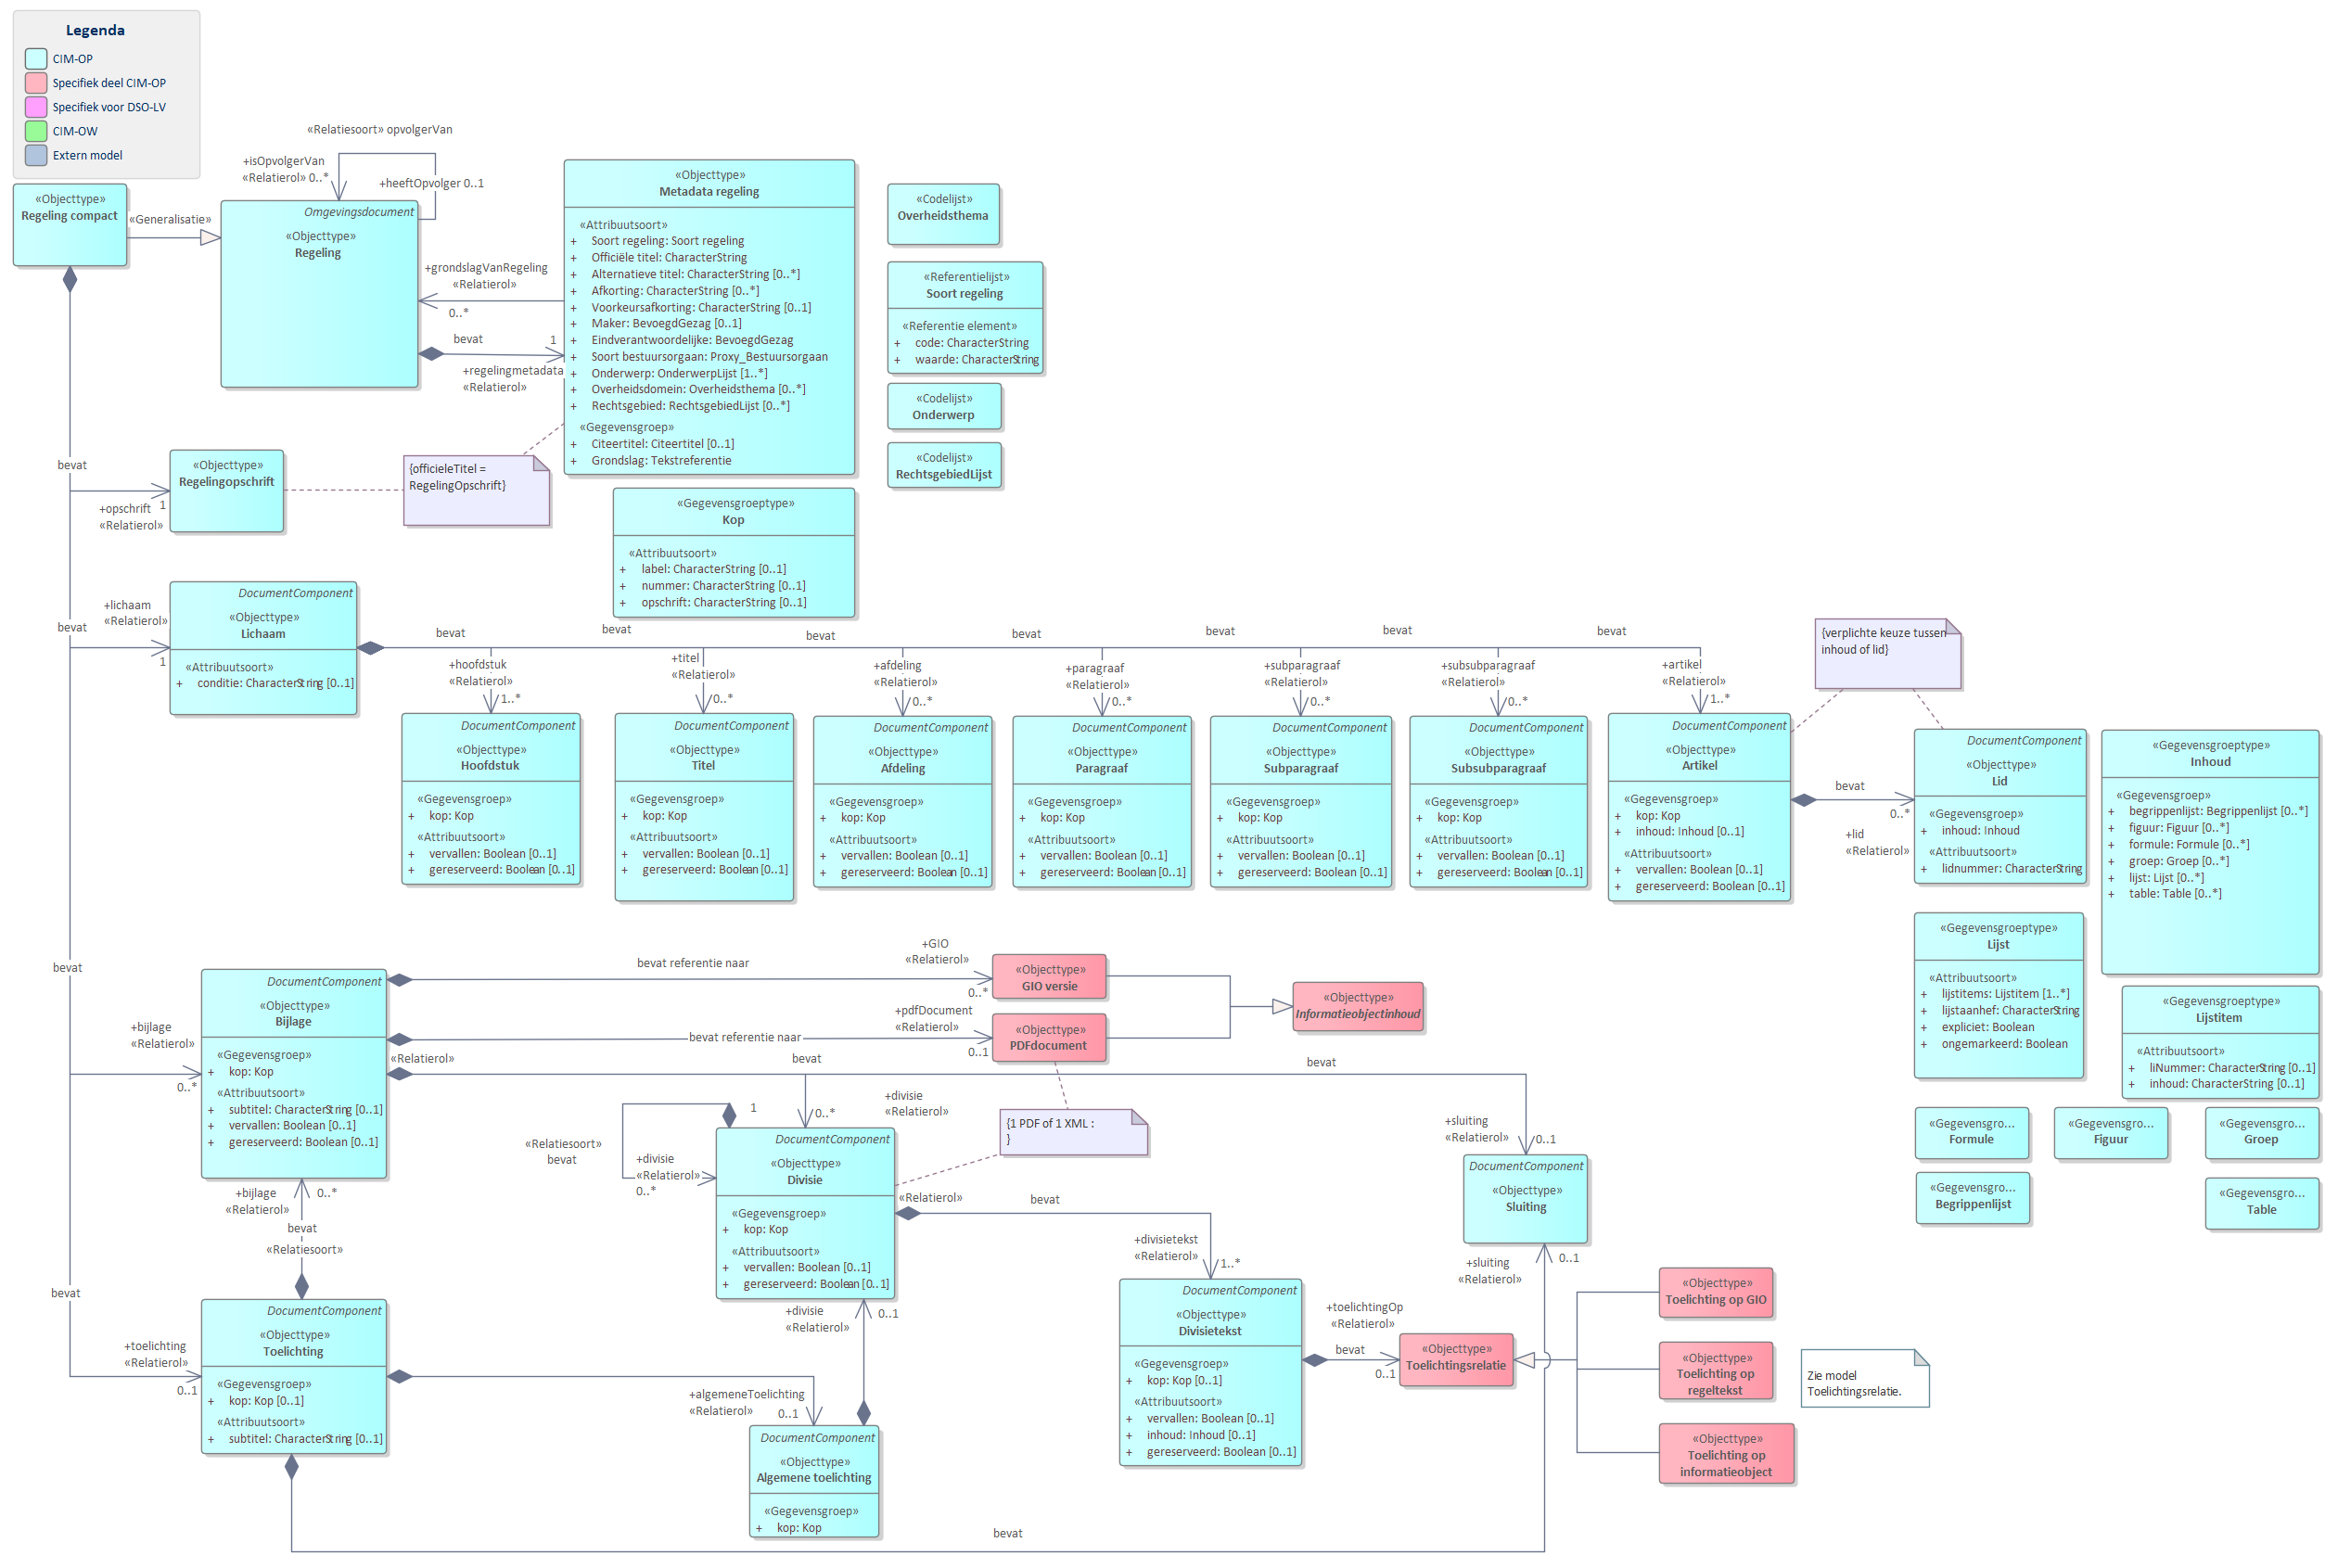 Legenda
CIM-OP
Specifiek deel CIM-OP
Specifiek voor DSO-LV
CIM-OW
Extern model
«Objecttype»
Regeling compact
«Generalisatie»
«Relatiesoort» opvolgerVan
+isOpvolgerVan
«Relatierol» 0..*
+heeftOpvolger 0..1
Omgevingsdocument
«Objecttype»
Regeling
+grondslagVanRegeling
«Relatierol»
0..*
bevat
1
+regelingmetadata
«Relatierol»
«Objecttype»
Metadata regeling
«Attribuutsoort»
+ Soort regeling: Soort regeling
+ Officiële titel: CharacterString
+ Alternatieve titel: CharacterString [0..*]
+ Afkorting: CharacterString [0..*]
+ Voorkeursafkorting: CharacterString [0..1]
+ Maker: BevoegdGezag [0..1]
+ Eindverantwoordelijke: BevoegdGezag
+ Soort bestuursorgaan: Proxy_Bestuursorgaan
+ Onderwerp: OnderwerpLijst [1..*]
+ Overheidsdomein: Overheidsthema [0..*]
+ Rechtsgebied: RechtsgebiedLijst [0..*]
«Gegevensgroep»
+ Citeertitel: Citeertitel [0..1]
+ Grondslag: Tekstreferentie
«Codelijst»
Overheidsthema
«Referentielijst»
Soort regeling
«Referentie element»
+ code: CharacterString
+ waarde: CharacterString
«Codelijst»
Onderwerp
«Codelijst»
RechtsgebiedLijst
bevat
+opschrift 1
«Relatierol»
«Objecttype»
Regelingopschrift
{officieleTitel =
RegelingOpschrift}
«Gegevensgroeptype»
Kop
«Attribuutsoort»
+ label: CharacterString [0..1]
+ nummer: CharacterString [0..1]
+ opschrift: CharacterString [0..1]
bevat
+lichaam
«Relatierol»
1
DocumentComponent
«Objecttype»
Lichaam
«Attribuutsoort»
+ conditie: CharacterString [0..1]
bevat
bevat
bevat
bevat
bevat
bevat
bevat
+hoofdstuk
«Relatierol»
1..*
+titel
«Relatierol»
0..*
+afdeling
«Relatierol»
0..*
+paragraaf
«Relatierol»
0..*
+subparagraaf
«Relatierol»
0..*
+subsubparagraaf
«Relatierol»
0..*
+artikel
«Relatierol»
1..*
{verplichte keuze tussen
inhoud of lid}
DocumentComponent
«Objecttype»
Hoofdstuk
«Gegevensgroep»
+ kop: Kop
«Attribuutsoort»
+ vervallen: Boolean [0..1]
+ gereserveerd: Boolean [0..1]
DocumentComponent
«Objecttype»
Titel
«Gegevensgroep»
+ kop: Kop
«Attribuutsoort»
+ vervallen: Boolean [0..1]
+ gereserveerd: Boolean [0..1]
DocumentComponent
«Objecttype»
Afdeling
«Gegevensgroep»
+ kop: Kop
«Attribuutsoort»
+ vervallen: Boolean [0..1]
+ gereserveerd: Boolean [0..1]
DocumentComponent
«Objecttype»
Paragraaf
«Gegevensgroep»
+ kop: Kop
«Attribuutsoort»
+ vervallen: Boolean [0..1]
+ gereserveerd: Boolean [0..1]
DocumentComponent
«Objecttype»
Subparagraaf
«Gegevensgroep»
+ kop: Kop
«Attribuutsoort»
+ vervallen: Boolean [0..1]
+ gereserveerd: Boolean [0..1]
DocumentComponent
«Objecttype»
Subsubparagraaf
«Gegevensgroep»
+ kop: Kop
«Attribuutsoort»
+ vervallen: Boolean [0..1]
+ gereserveerd: Boolean [0..1]
DocumentComponent
«Objecttype»
Artikel
«Gegevensgroep»
+ kop: Kop
+ inhoud: Inhoud [0..1]
«Attribuutsoort»
+ vervallen: Boolean [0..1]
+ gereserveerd: Boolean [0..1]
bevat
0..*
+lid
«Relatierol»
DocumentComponent
«Objecttype»
Lid
«Gegevensgroep»
+ inhoud: Inhoud
«Attribuutsoort»
+ lidnummer: CharacterString
«Gegevensgroeptype»
Inhoud
«Gegevensgroep»
+ begrippenlijst: Begrippenlijst [0..*]
+ figuur: Figuur [0..*]
+ formule: Formule [0..*]
+ groep: Groep [0..*]
+ lijst: Lijst [0..*]
+ table: Table [0..*]
«Gegevensgroeptype»
Lijst
«Attribuutsoort»
+ lijstitems: Lijstitem [1..*]
+ lijstaanhef: CharacterString
+ expliciet: Boolean
+ ongemarkeerd: Boolean
«Gegevensgroeptype»
Lijstitem
«Attribuutsoort»
+ liNummer: CharacterString [0..1]
+ inhoud: CharacterString [0..1]
«Gegevensgro...
Formule
«Gegevensgro...
Figuur
«Gegevensgro...
Groep
«Gegevensgro...
Begrippenlijst
«Gegevensgro...
Table
bevat
+bijlage
«Relatierol»
0..*
DocumentComponent
«Objecttype»
Bijlage
«Gegevensgroep»
+ kop: Kop
«Attribuutsoort»
+ subtitel: CharacterString [0..1]
+ vervallen: Boolean [0..1]
+ gereserveerd: Boolean [0..1]
bevat referentie naar
+GIO
«Relatierol»
0..*
«Objecttype»
GIO versie
bevat referentie naar
+pdfDocument
«Relatierol»
0..1
«Objecttype»
PDFdocument
«Objecttype»
Informatieobjectinhoud
«Relatierol»
bevat
bevat
0..*
+divisie
«Relatierol»
{1 PDF of 1 XML :
}
+sluiting
«Relatierol»
0..1
DocumentComponent
«Objecttype»
Sluiting
1
«Relatiesoort»
bevat
+divisie
«Relatierol»
0..*
DocumentComponent
«Objecttype»
Divisie
«Gegevensgroep»
+ kop: Kop
«Attribuutsoort»
+ vervallen: Boolean [0..1]
+ gereserveerd: Boolean [0..1]
«Relatierol»
bevat
+divisietekst
«Relatierol»
1..*
+bijlage
«Relatierol»
0..*
bevat
«Relatiesoort»
bevat
+toelichting
«Relatierol»
0..1
DocumentComponent
«Objecttype»
Toelichting
«Gegevensgroep»
+ kop: Kop [0..1]
«Attribuutsoort»
+ subtitel: CharacterString [0..1]
+algemeneToelichting
«Relatierol»
0..1
+divisie
«Relatierol»
0..1
DocumentComponent
«Objecttype»
Algemene toelichting
«Gegevensgroep»
+ kop: Kop
DocumentComponent
«Objecttype»
Divisietekst
«Gegevensgroep»
+ kop: Kop [0..1]
«Attribuutsoort»
+ vervallen: Boolean [0..1]
+ inhoud: Inhoud [0..1]
+ gereserveerd: Boolean [0..1]
+toelichtingOp
«Relatierol»
bevat
0..1
«Objecttype»
Toelichtingsrelatie
+sluiting
«Relatierol»
0..1
«Objecttype»
Toelichting op GIO
«Objecttype»
Toelichting op
regeltekst
«Objecttype»
Toelichting op
informatieobject
Zie model
Toelichtingsrelatie.
bevat